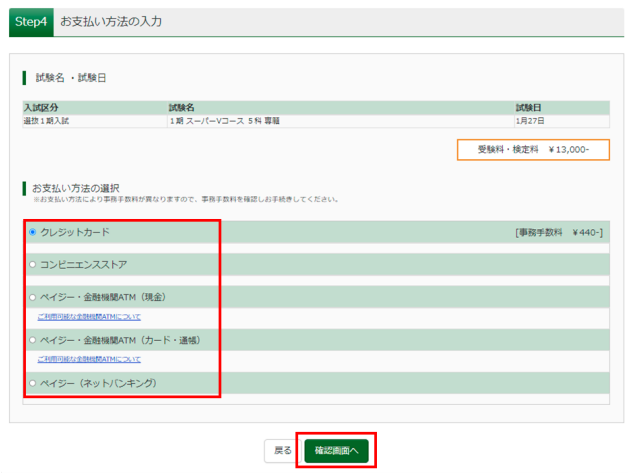 Step4 お支払い方法の入力
試験名 ・試験日
入試区分 試験名 試験日
選抜１期入試 １期 スーパーVコース ５科 専願 1月27日
受験料・検定料 ¥13,000-
お支払い方法の選択
※お支払い方法により事務手数料が異なりますので、事務手数料を確認しお手続きしてください。
クレジットカード [事務手数料 ¥440-]
コンビニエンスストア
ペイジー・金融機関ATM（現金）
ご利用可能な金融機関ATMについて
ペイジー・金融機関ATM（カード・通帳）
ご利用可能な金融機関ATMについて
ペイジー（ネットバンキング）
戻る 確認画面へ